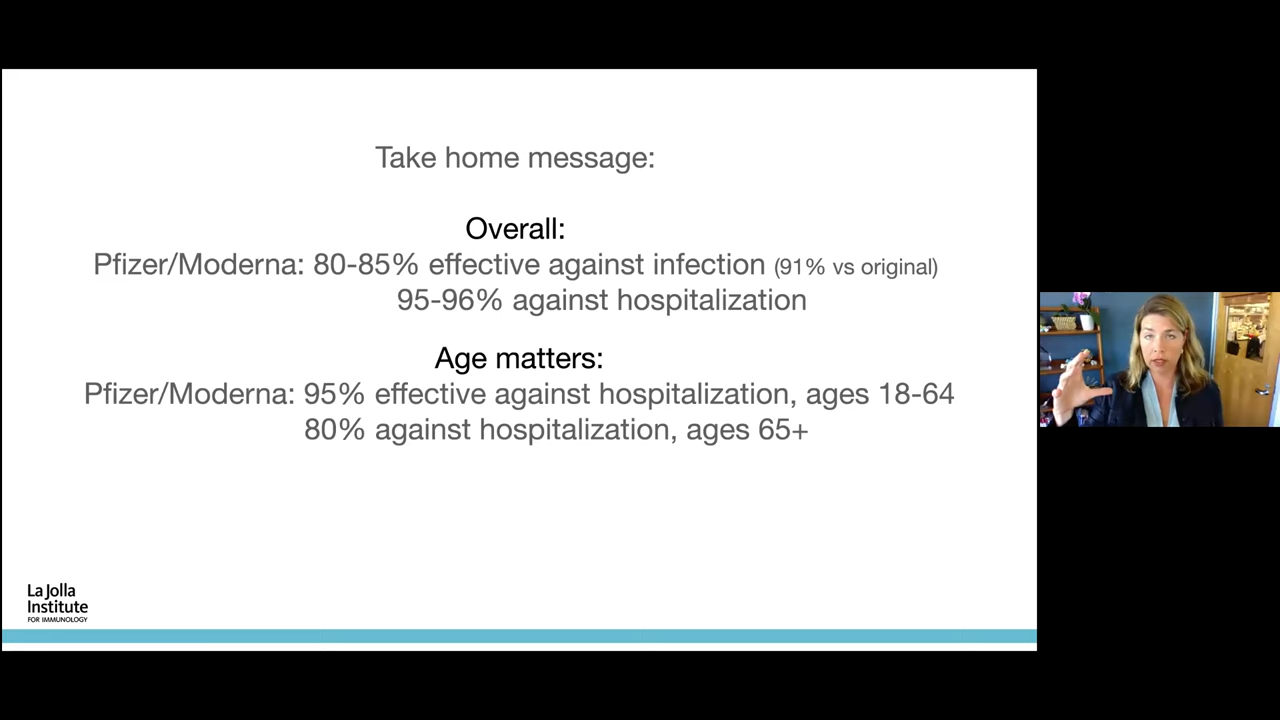 Take home message:
Overall:
Pfizer/Moderna: 80-85% effective against infection (91% vs original)
95-96% against hospitalization
Age matters:
Pfizer/Moderna: 95% effective against hospitalization, ages 18-64
80% against hospitalization, ages 65+
La Jolla
Institute
FOR IMMUNOLOGY